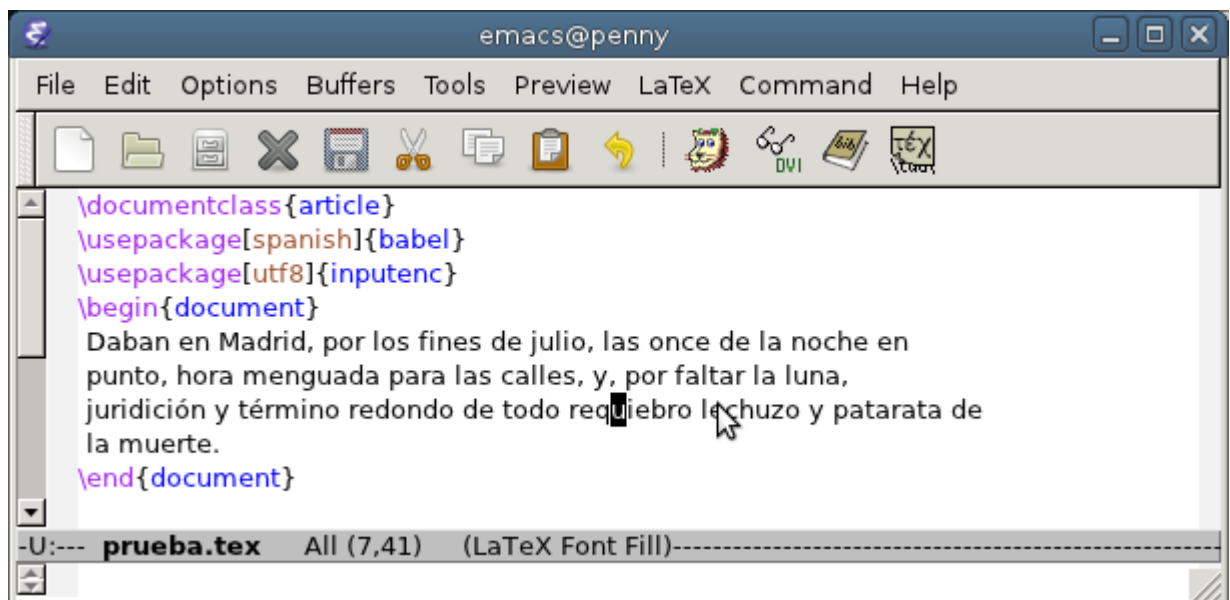 emacs@penny
File Edit Options Buffers Tools Preview LaTeX Command Help
DVI bib τέχ
\documentclass{article}
\usepackage[spanish]{babel}
\usepackage[utf8]{inputenc}
\begin{document}
Daban en Madrid, por los fines de julio, las once de la noche en
punto, hora menguada para las calles, y, por faltar la luna,
juridición y término redondo de todo requiebro lechuzo y patarata de
la muerte.
\end{document}
-U:--- prueba.tex All (7,41) (LaTeX Font Fill)-----------------------------------------------------